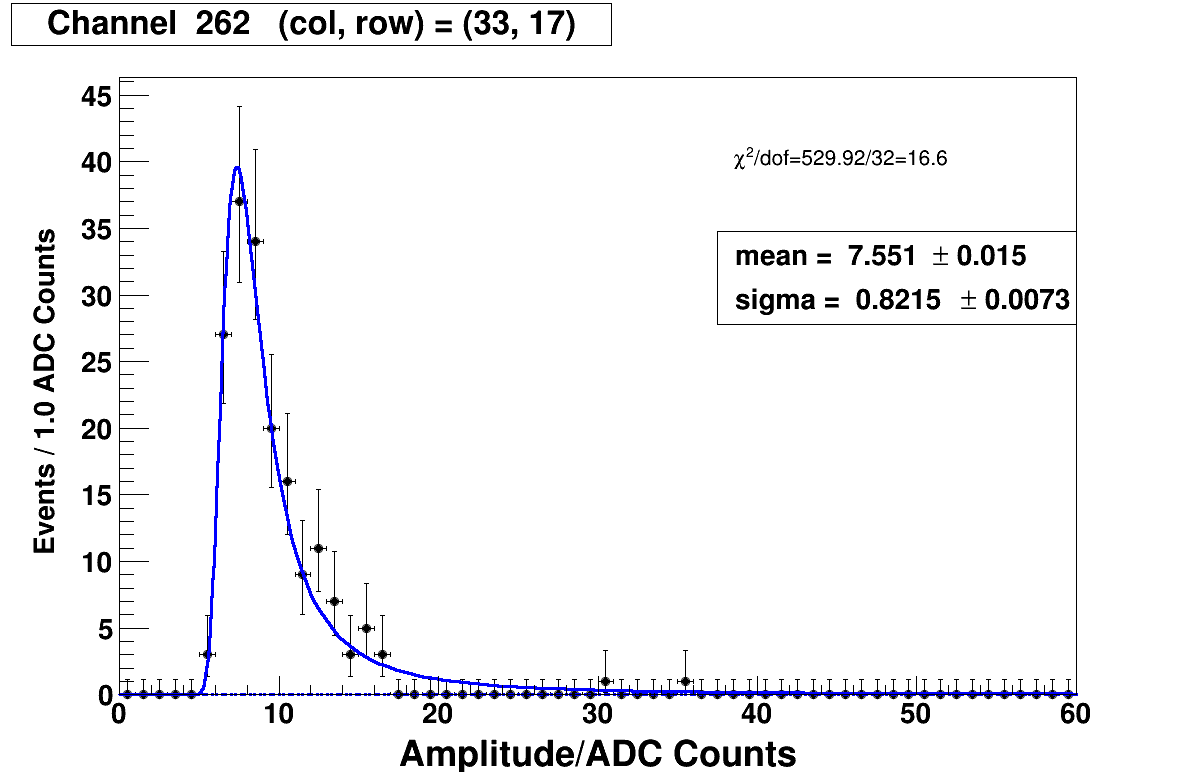 Channel 262 (col, row) = (33, 17)
45
40
35
30
25
20
15
10
5
0
Events / 1.0 ADC Counts
χ²/dof=529.92/32=16.6
mean = 7.551 ± 0.015
sigma = 0.8215 ± 0.0073
0 10 20 30 40 50 60
Amplitude/ADC Counts